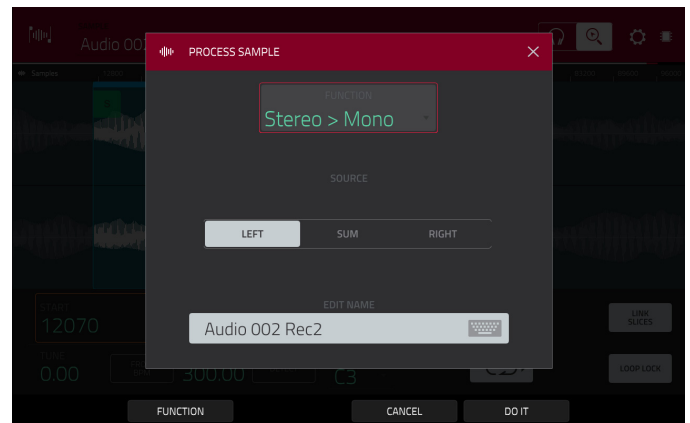 Audio 002
PROCESS SAMPLE
Samples
FUNCTION
Stereo > Mono
SOURCE
LEFT SUM RIGHT
EDIT NAME
Audio 002 Rec2
START
12070
LINK
SLICES
TUNE
0.00
300.00
C3
LOOP LOCK
FUNCTION CANCEL DO IT